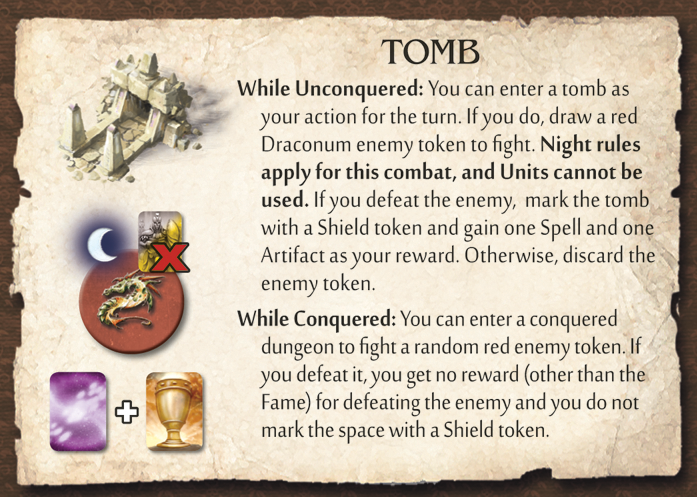 TOMB
While Unconquered: You can enter a tomb as
your action for the turn. If you do, draw a red
Draconum enemy token to fight. Night rules
apply for this combat, and Units cannot be
used. If you defeat the enemy, mark the tomb
with a Shield token and gain one Spell and one
Artifact as your reward. Otherwise, discard the
enemy token.
While Conquered: You can enter a conquered
dungeon to fight a random red enemy token. If
you defeat it, you get no reward (other than the
Fame) for defeating the enemy and you do not
mark the space with a Shield token.